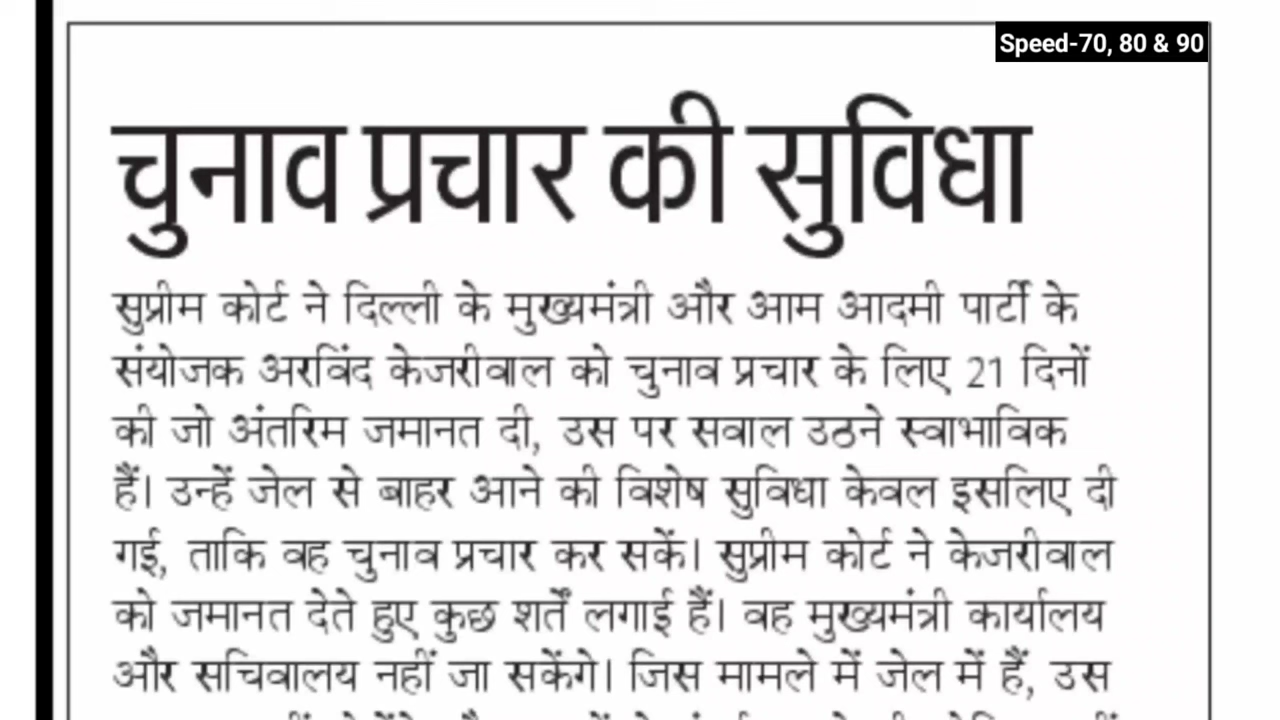 Speed-70, 80 & 90
चुनाव प्रचार की सुविधा
सुप्रीम कोर्ट ने दिल्ली के मुख्यमंत्री और आम आदमी पार्टी के
संयोजक अरविंद केजरीवाल को चुनाव प्रचार के लिए 21 दिनों
की जो अंतरिम जमानत दी, उस पर सवाल उठने स्वाभाविक
हैं। उन्हें जेल से बाहर आने की विशेष सुविधा केवल इसलिए दी
गई, ताकि वह चुनाव प्रचार कर सकें। सुप्रीम कोर्ट ने केजरीवाल
को जमानत देते हुए कुछ शर्तें लगाई हैं। वह मुख्यमंत्री कार्यालय
और सचिवालय नहीं जा सकेंगे। जिस मामले में जेल में हैं, उस